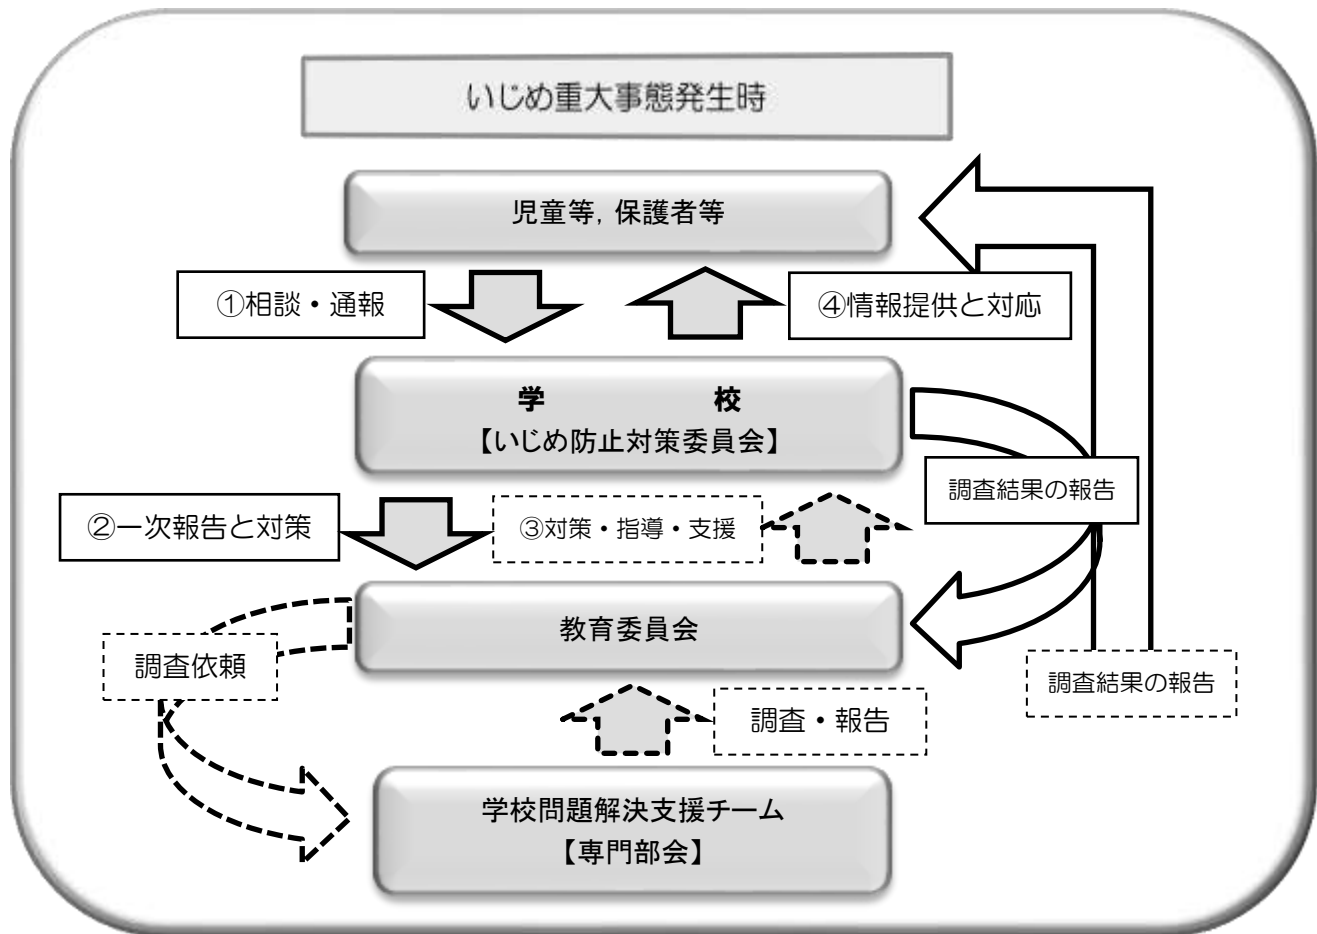 いじめ重大事態発生時
児童等，保護者等
①相談・通報
④情報提供と対応
学　　　　　校
【いじめ防止対策委員会】
調査結果の報告
②一次報告と対策
③対策・指導・支援
教育委員会
調査依頼
調査結果の報告
調査・報告
学校問題解決支援チーム
【専門部会】